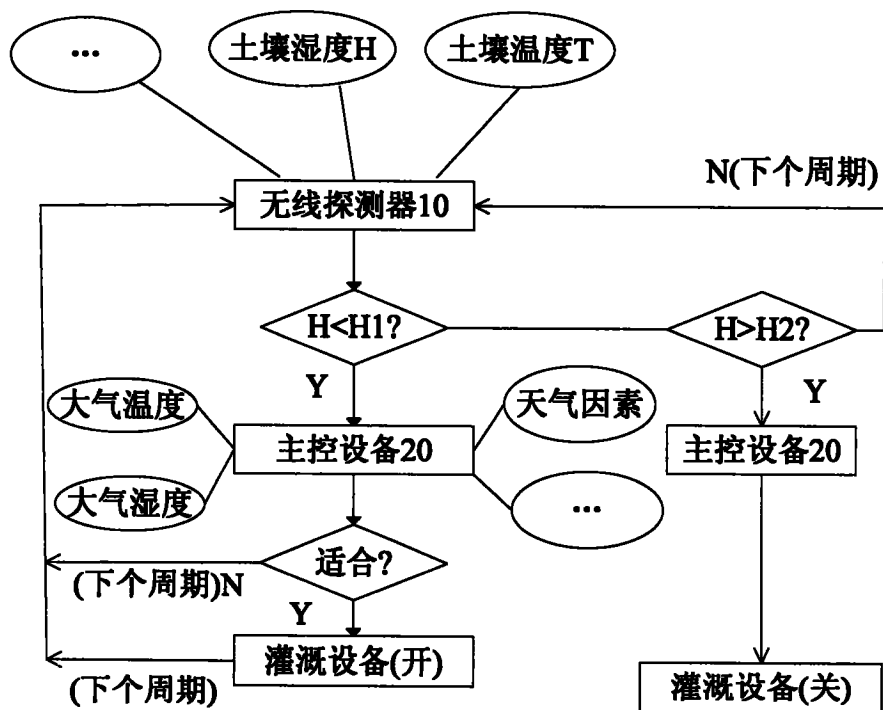 ...
土壤湿度H
土壤温度T
N(下个周期)
无线探测器10
H<H1?
H>H2?
Y
Y
大气温度
天气因素
主控设备20
主控设备20
大气湿度
...
适合?
(下个周期)N
Y
灌溉设备(开)
(下个周期)
灌溉设备(关)